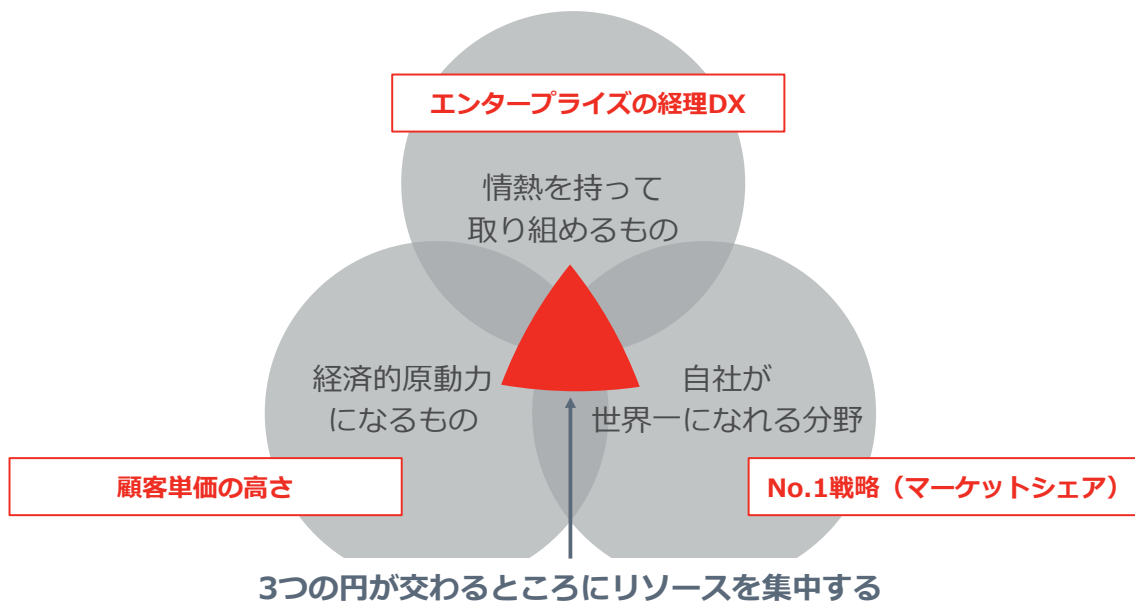 エンタープライズの経理DX
情熱を持って
取り組めるもの
経済的原動力
になるもの
自社が
世界一になれる分野
顧客単価の高さ
No.1戦略（マーケットシェア）
3つの円が交わるところにリソースを集中する